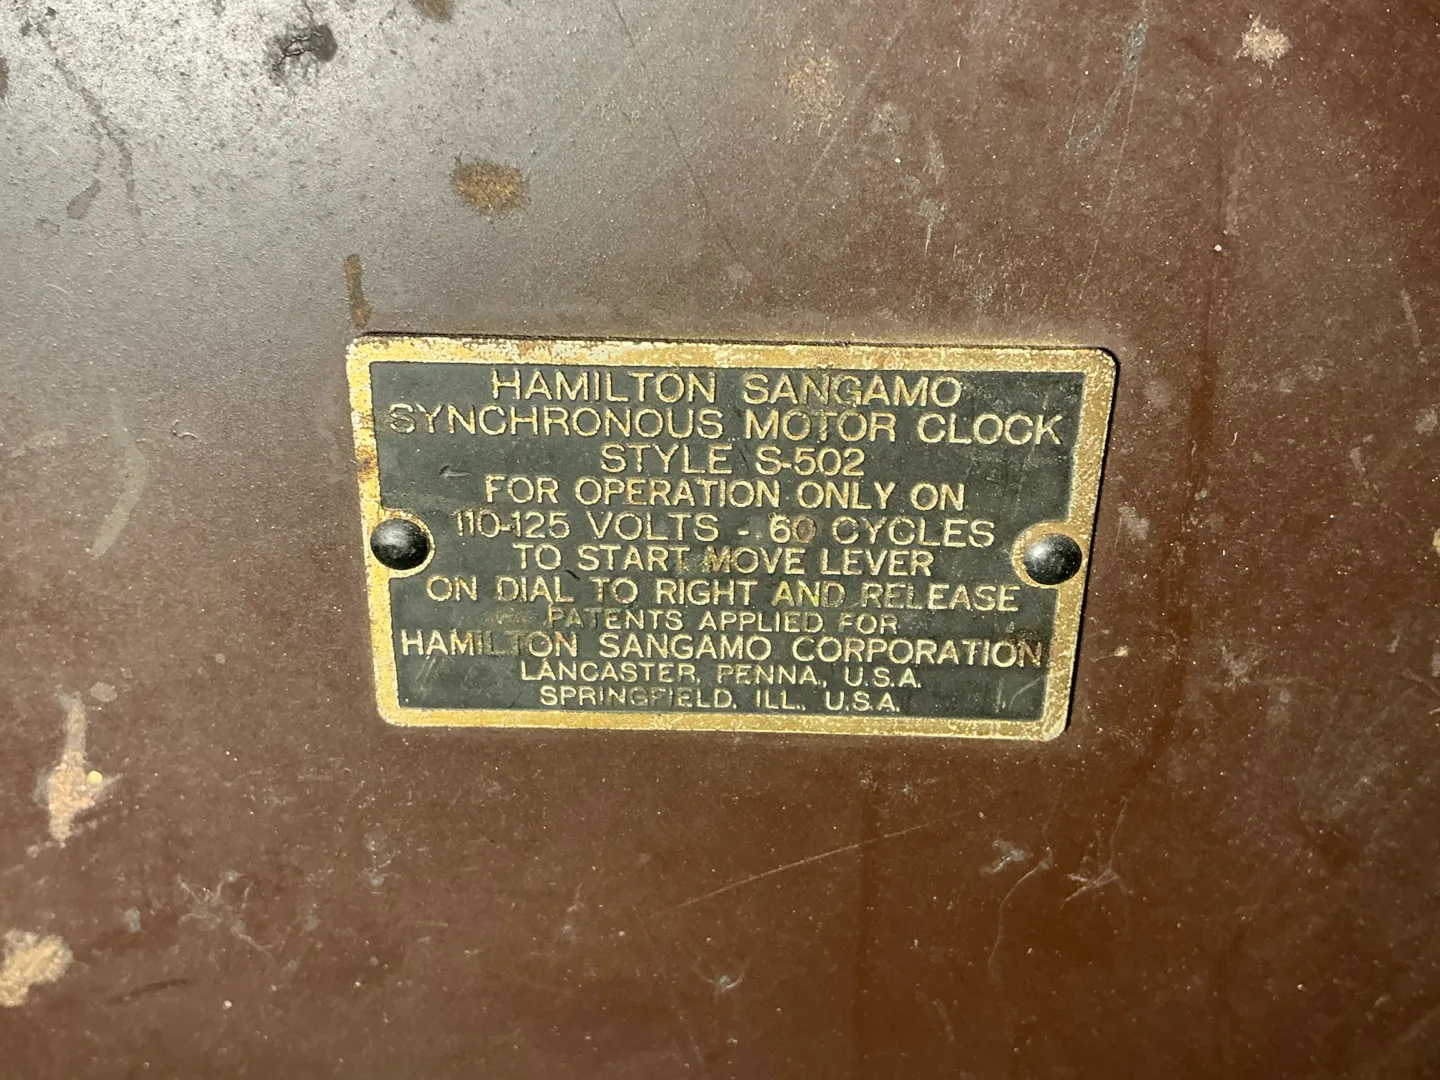 HAMILTON SANGAMO
SYNCHRONOUS MOTOR CLOCK
STYLE S-502
FOR OPERATION ONLY ON
110-125 VOLTS - 60 CYCLES
TO START MOVE LEVER
ON DIAL TO RIGHT AND RELEASE
PATENTS APPLIED FOR
HAMILTON SANGAMO CORPORATION
LANCASTER, PENNA., U.S.A.
SPRINGFIELD, ILL., U.S.A.